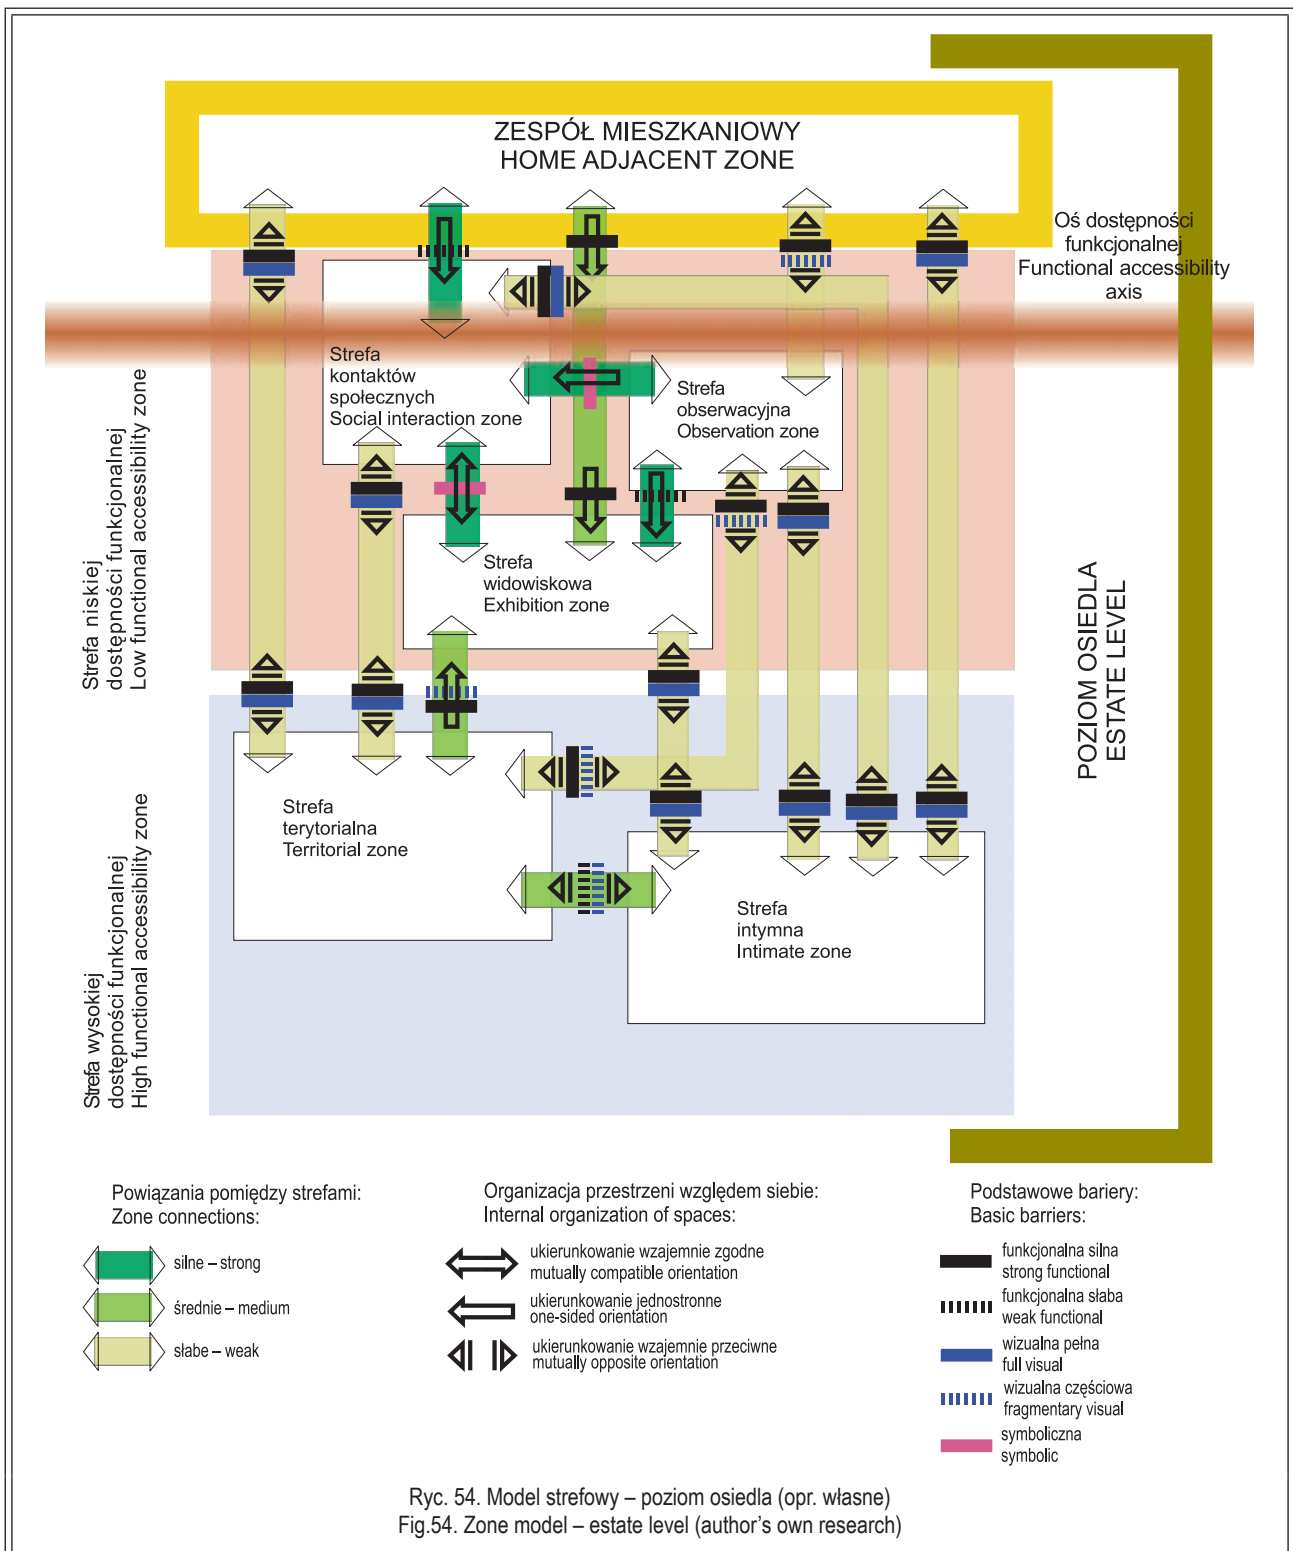 ZESPÓŁ MIESZKANIOWY
HOME ADJACENT ZONE
Oś dostępności
funkcjonalnej
Functional accessibility
axis
Strefa
kontaktów
społecznych
Social interaction zone
Strefa
obserwacyjna
Observation zone
Strefa niskiej
dostępności funkcjonalnej
Low functional accessibility zone
Strefa
widowiskowa
Exhibition zone
POZIOM OSIEDLA
ESTATE LEVEL
Strefa
terytorialna
Territorial zone
Strefa
intymna
Intimate zone
Strefa wysokiej
dostępności funkcjonalnej
High functional accessibility zone
Powiązania pomiędzy strefami:
Zone connections:
silne – strong
średnie – medium
słabe – weak
Organizacja przestrzeni względem siebie:
Internal organization of spaces:
ukierunkowanie wzajemnie zgodne
mutually compatible orientation
ukierunkowanie jednostronne
one-sided orientation
ukierunkowanie wzajemnie przeciwne
mutually opposite orientation
Podstawowe bariery:
Basic barriers:
funkcjonalna silna
strong functional
funkcjonalna słaba
weak functional
wizualna pełna
full visual
wizualna częściowa
fragmentary visual
symboliczna
symbolic
Ryc. 54. Model strefowy – poziom osiedla (opr. własne)
Fig.54. Zone model – estate level (author's own research)